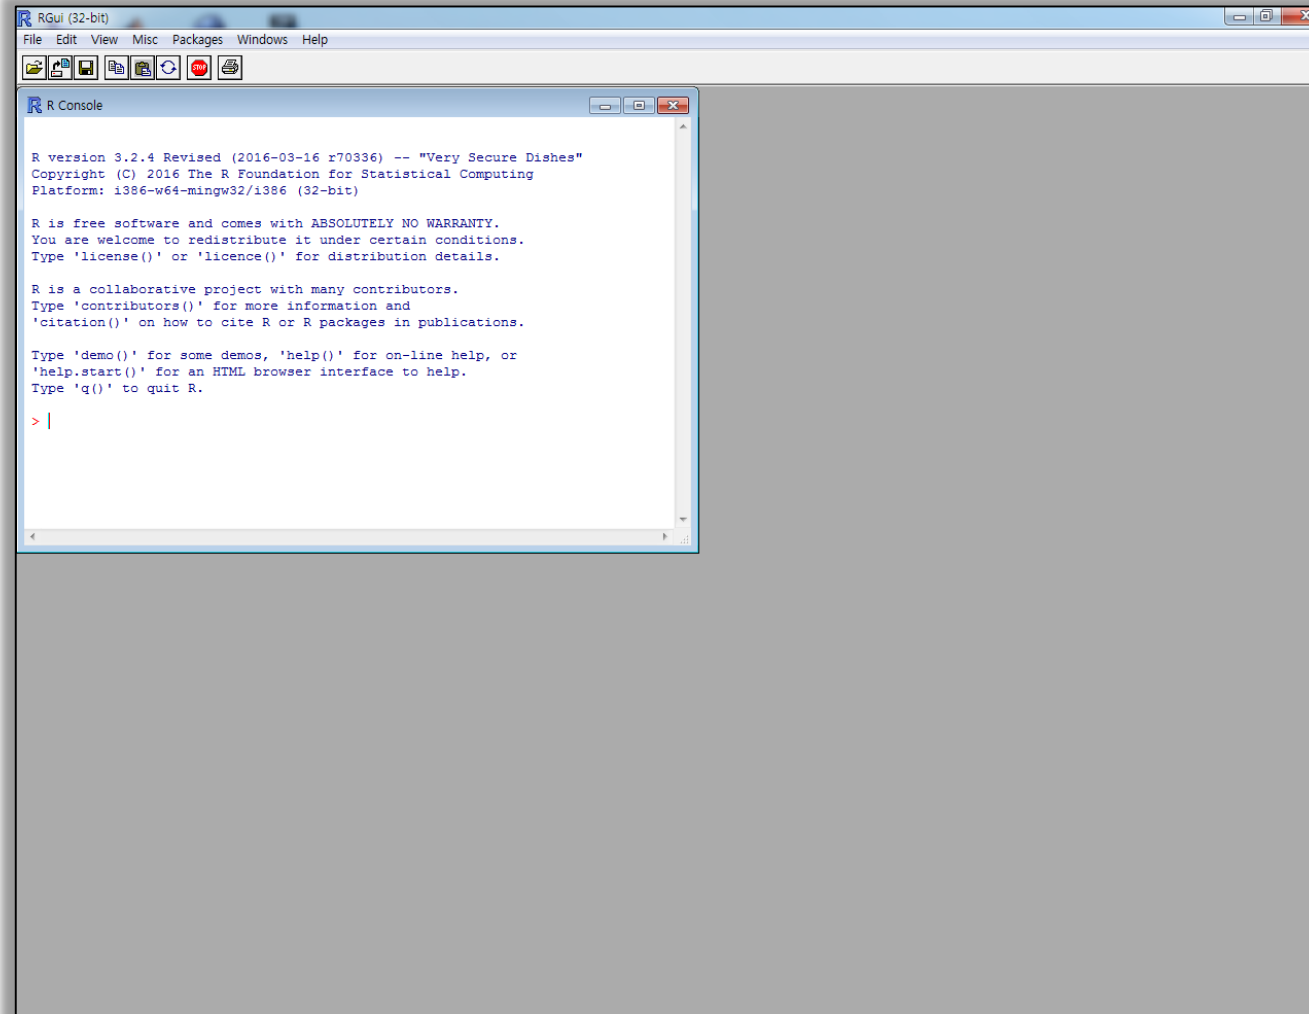 RGui (32-bit)
File Edit View Misc Packages Windows Help
STOP
R Console
R version 3.2.4 Revised (2016-03-16 r70336) -- "Very Secure Dishes"
Copyright (C) 2016 The R Foundation for Statistical Computing
Platform: i386-w64-mingw32/i386 (32-bit)
R is free software and comes with ABSOLUTELY NO WARRANTY.
You are welcome to redistribute it under certain conditions.
Type 'license()' or 'licence()' for distribution details.
R is a collaborative project with many contributors.
Type 'contributors()' for more information and
'citation()' on how to cite R or R packages in publications.
Type 'demo()' for some demos, 'help()' for on-line help, or
'help.start()' for an HTML browser interface to help.
Type 'q()' to quit R.
>